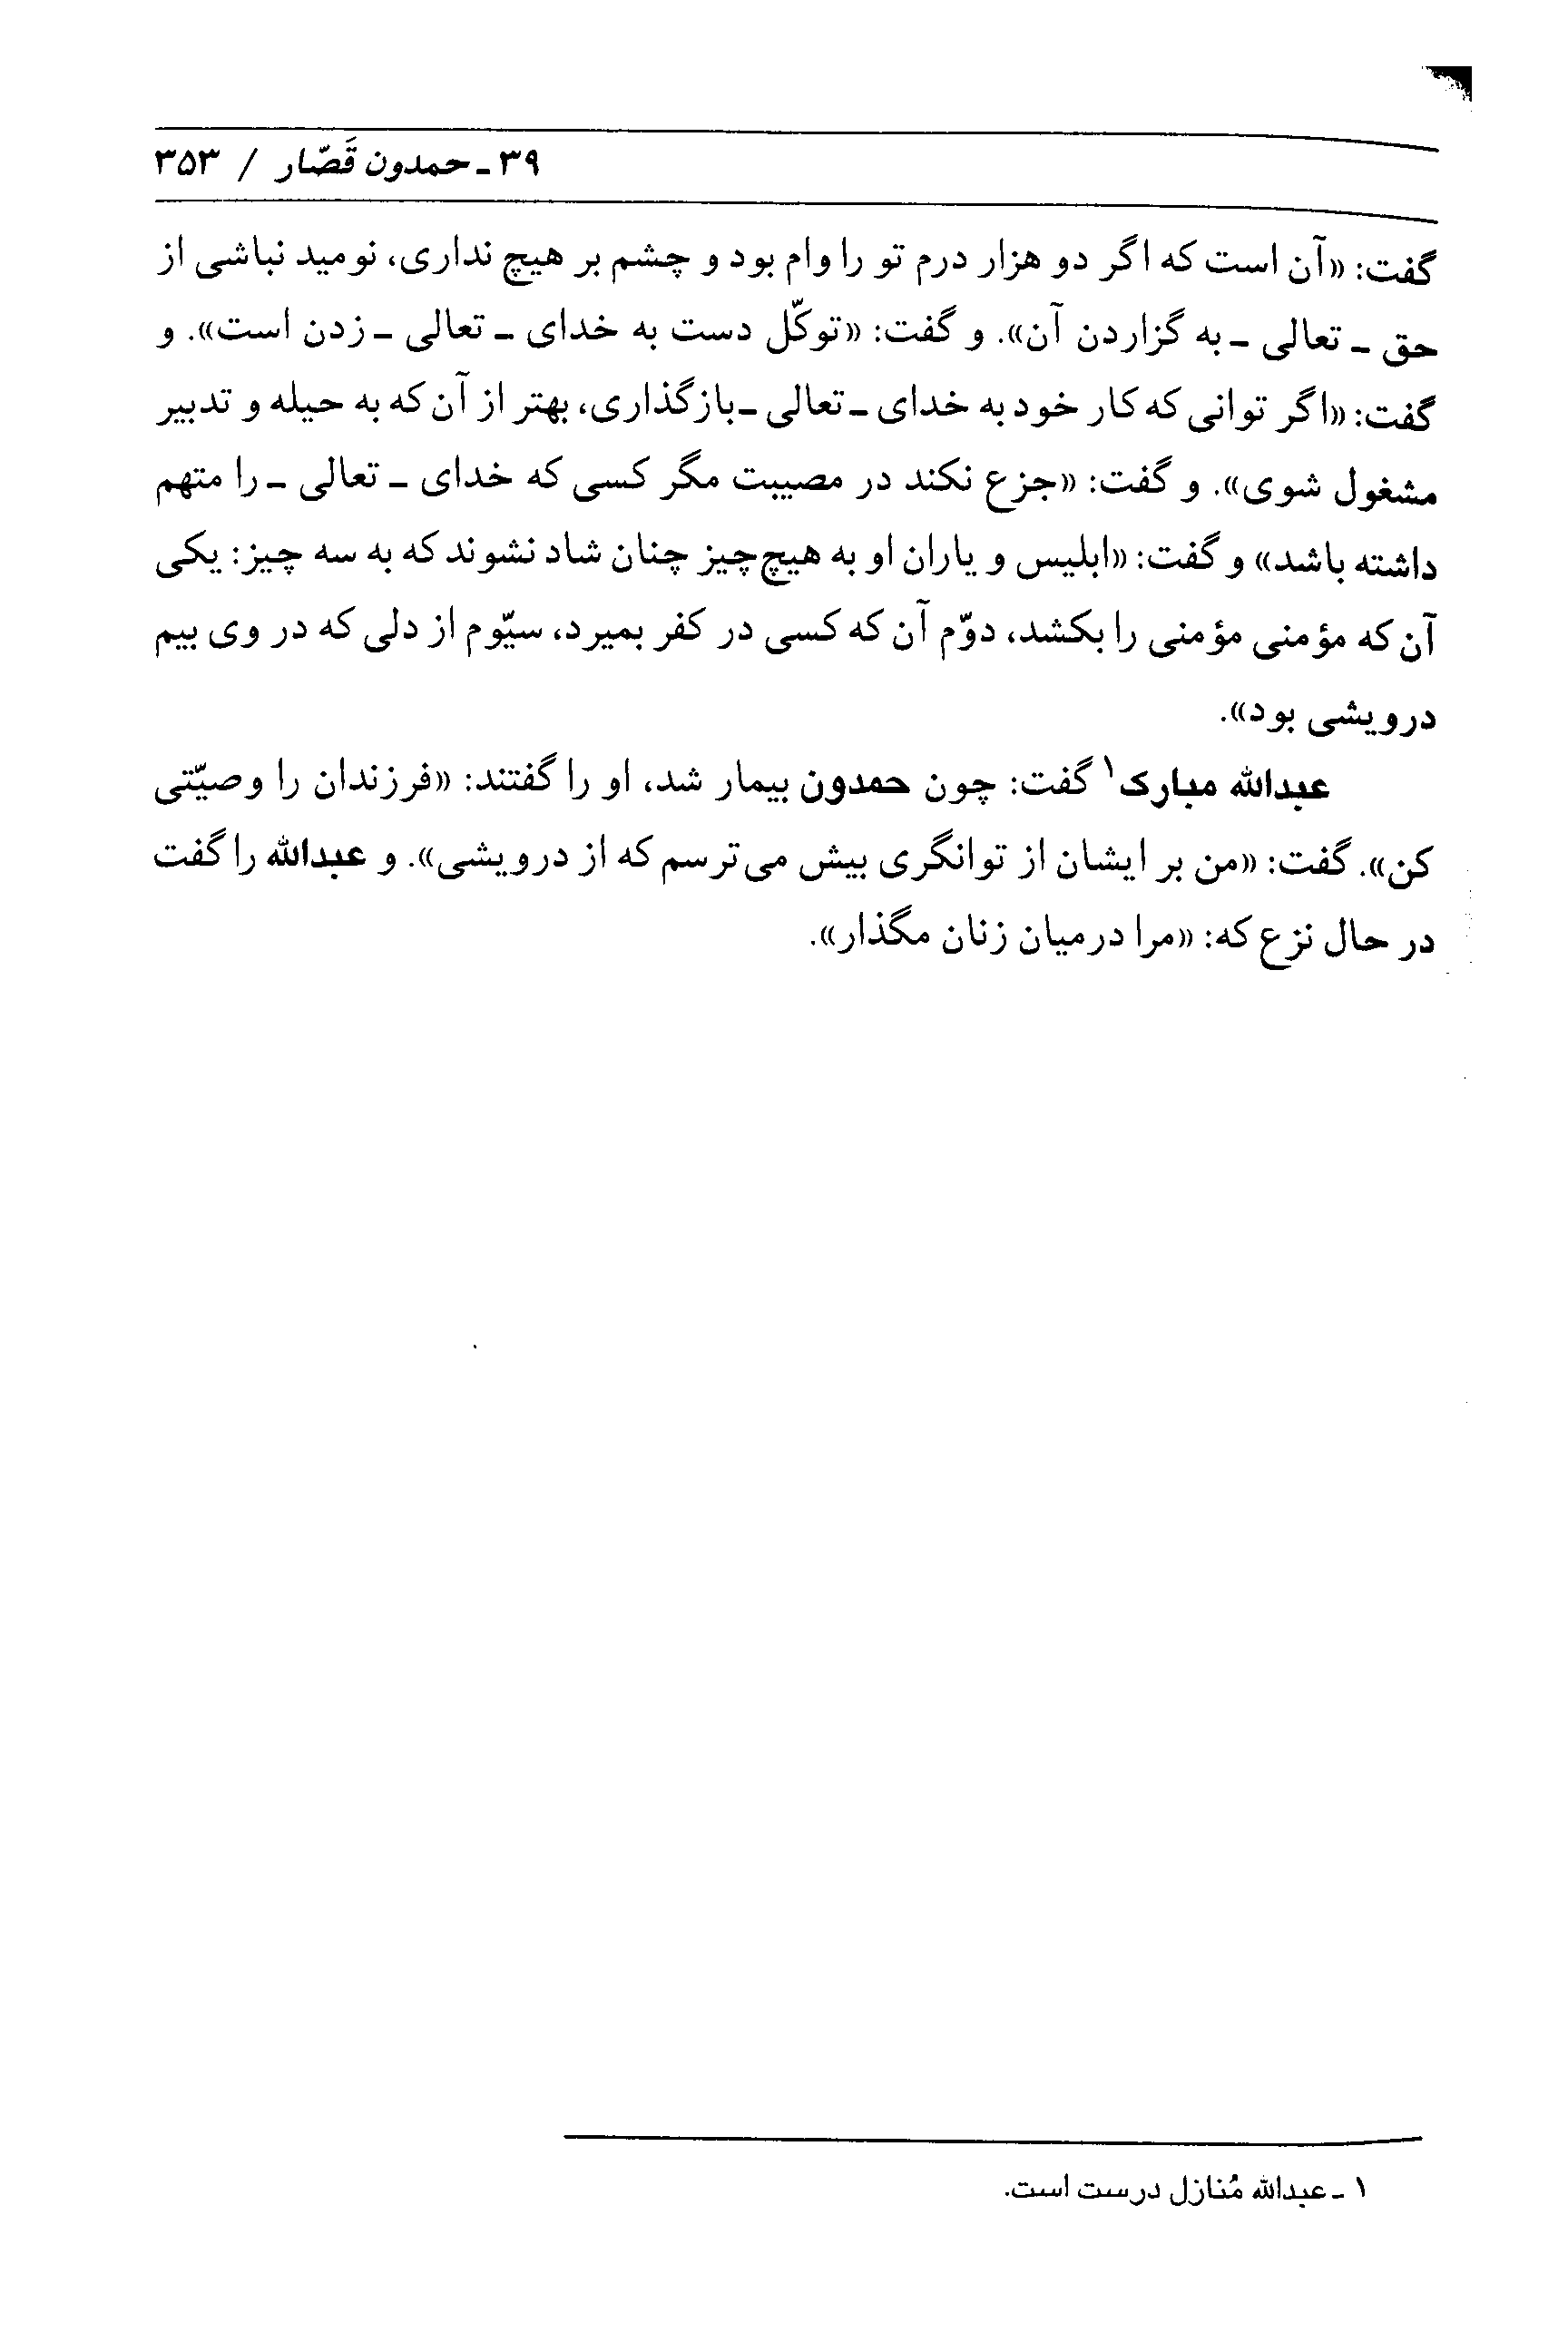 ۳۹ ـ حمدون قَصّار / ۳۵۳
گفت: «آن است که اگر دو هزار درم تو را وام بود و چشم بر هیچ نداری، نومید نباشی از
حق ـ تعالی ـ به گزاردن آن». و گفت: «توکّل دست به خدای ـ تعالی ـ زدن است». و
گفت: «اگر توانی که کار خود به خدای ـ تعالی ـ بازگذاری، بهتر از آن که به حیله و تدبیر
مشغول شوی». و گفت: «جزع نکند در مصیبت مگر کسی که خدای ـ تعالی ـ را متهم
داشته باشد» و گفت: «ابلیس و یاران او به هیچ چیز چنان شاد نشوند که به سه چیز: یکی
آن که مؤمنی مؤمنی را بکشد، دوّم آن که کسی در کفر بمیرد، سیّوم از دلی که در وی بیم
درویشی بود».
عبدالله مبارک۱ گفت: چون حمدون بیمار شد، او را گفتند: «فرزندان را وصیّتی
کن». گفت: «من بر ایشان از توانگری بیش می‌ترسم که از درویشی». و عبدالله را گفت
در حال نزع که: «مرا در میان زنان مگذار».
۱ ـ عبدالله مُنازل درست است.